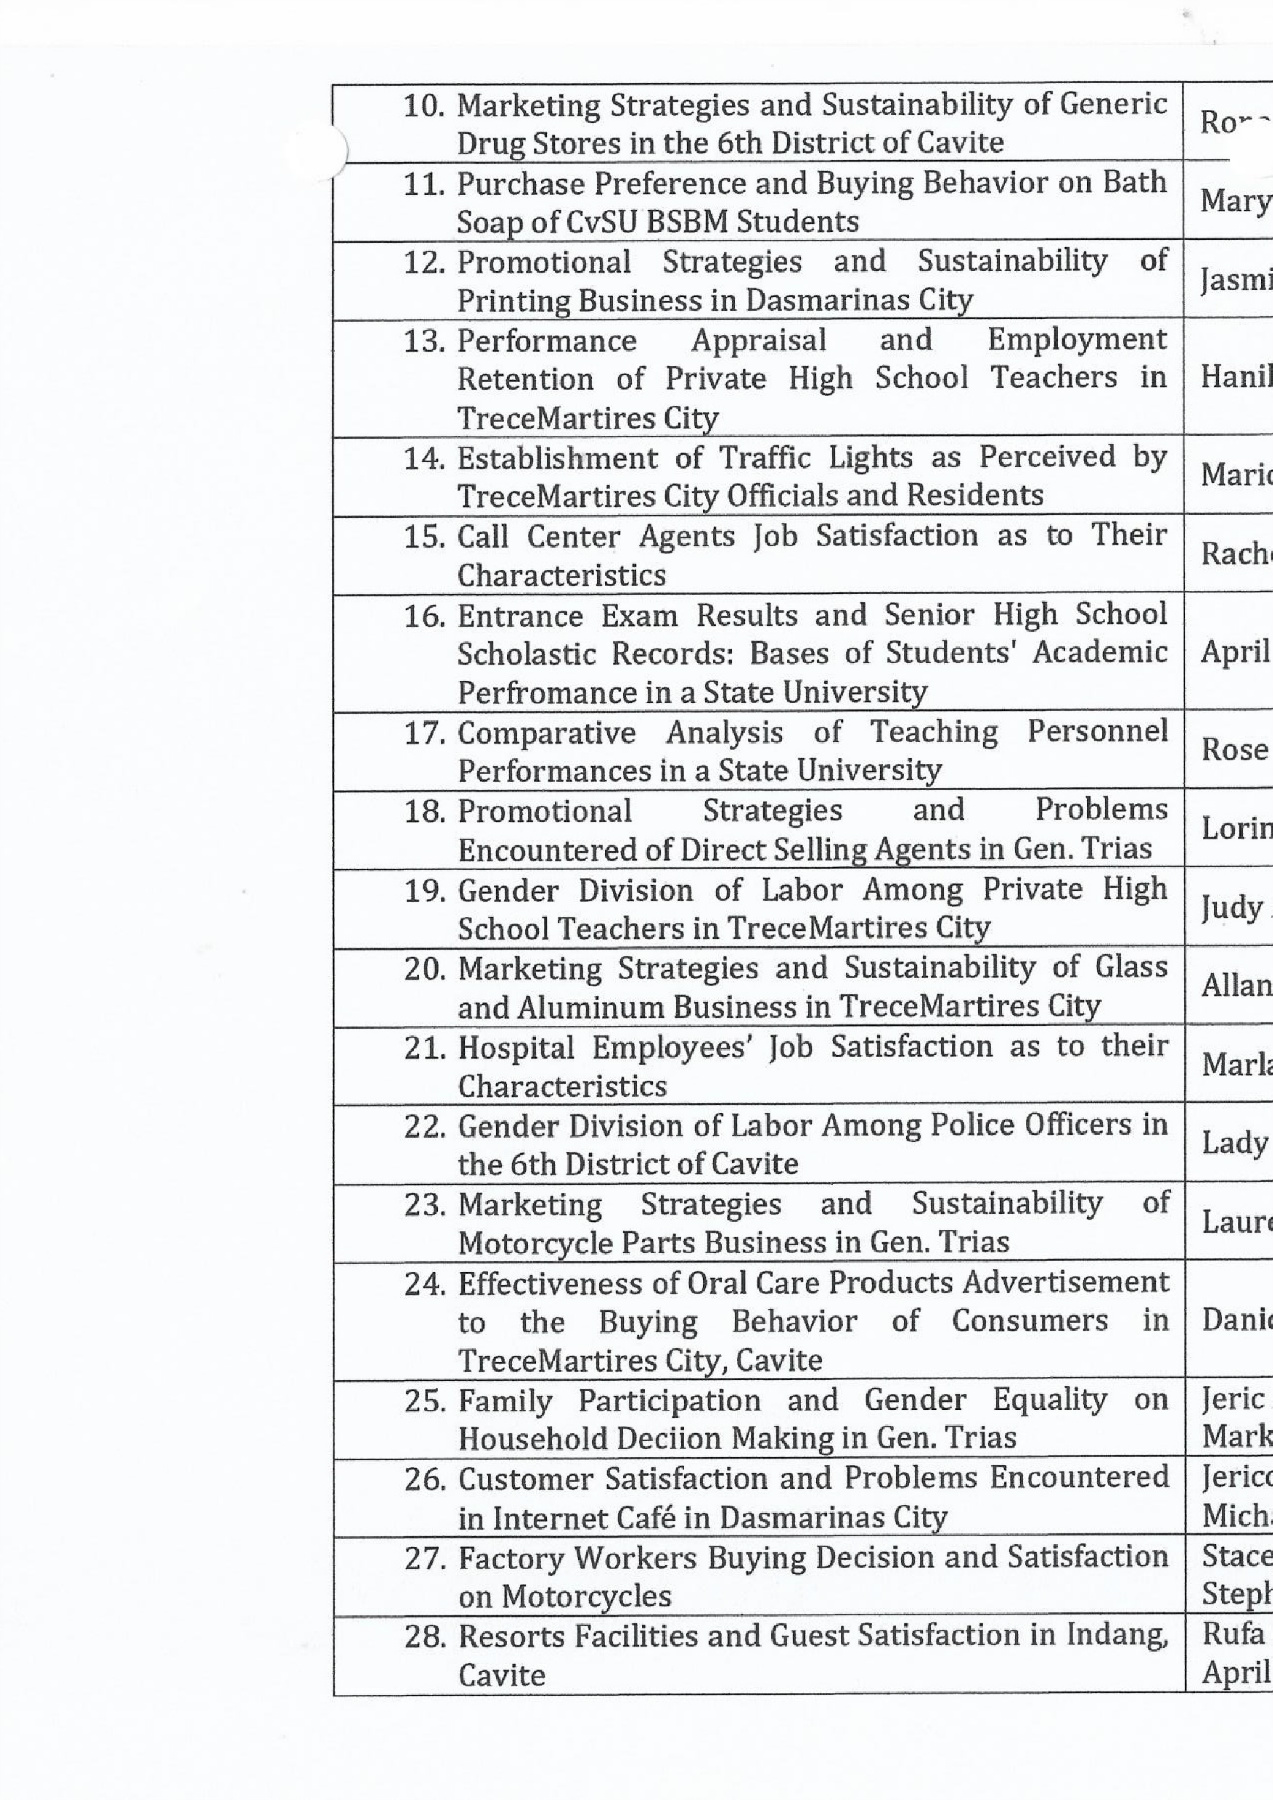 10. Marketing Strategies and Sustainability of Generic
Drug Stores in the 6th District of Cavite
11. Purchase Preference and Buying Behavior on Bath
Soap of CvSU BSBM Students
Mary
12. Promotional Strategies and Sustainability of
Printing Business in Dasmarinas City
Jasmi
13. Performance Appraisal and Employment
Retention of Private High School Teachers in
TreceMartires City
14. Establishment of Traffic Lights as Perceived by
TreceMartires City Officials and Residents
15. Call Center Agents Job Satisfaction as to Their
Characteristics
16. Entrance Exam Results and Senior High School
Scholastic Records: Bases of Students' Academic
Perfromance in a State University
April
17. Comparative Analysis of Teaching Personnel
Performances in a State University
Rose
18. Promotional Strategies and Problems
Encountered of Direct Selling Agents in Gen. Trias
19. Gender Division of Labor Among Private High
School Teachers in TreceMartires City
Judy
20. Marketing Strategies and Sustainability of Glass
and Aluminum Business in TreceMartires City
Allan
21. Hospital Employees’ Job Satisfaction as to their
Characteristics
22. Gender Division of Labor Among Police Officers in
the 6th District of Cavite
Lady
23. Marketing Strategies and Sustainability of
Motorcycle Parts Business in Gen. Trias
24. Effectiveness of Oral Care Products Advertisement
to the Buying Behavior of Consumers in
TreceMartires City, Cavite
25. Family Participation and Gender Equality on
Household Deciion Making in Gen. Trias
Jeric
Mark
26. Customer Satisfaction and Problems Encountered
in Internet Café in Dasmarinas City
27. Factory Workers Buying Decision and Satisfaction
on Motorcycles
Stace
28. Resorts Facilities and Guest Satisfaction in Indang,
Cavite
Rufa
April